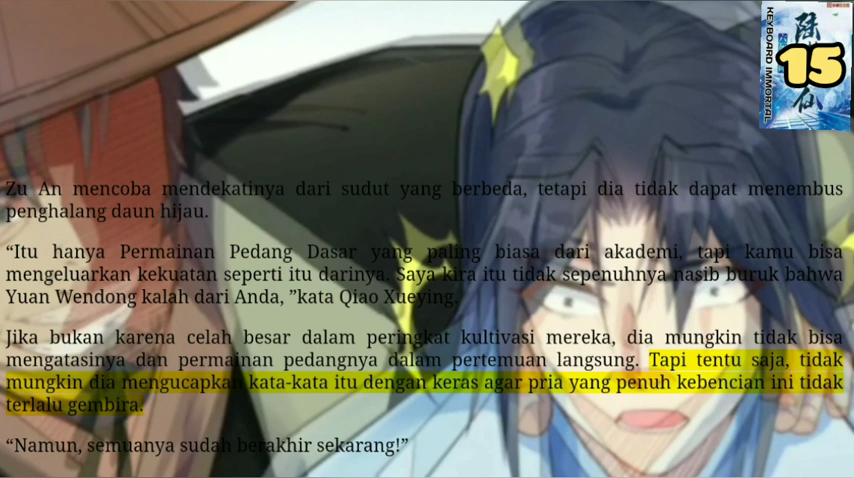 陆
仙
KEYBOARD IMMORTAL
15
Zu An mencoba mendekatinya dari sudut yang berbeda, tetapi dia tidak dapat menembus
penghalang daun hijau.
“Itu hanya Permainan Pedang Dasar yang paling biasa dari akademi, tapi kamu bisa
mengeluarkan kekuatan seperti itu darinya. Saya kira itu tidak sepenuhnya nasib buruk bahwa
Yuan Wendong kalah dari Anda, ”kata Qiao Xueying.
Jika bukan karena celah besar dalam peringkat kultivasi mereka, dia mungkin tidak bisa
mengatasinya dan permainan pedangnya dalam pertemuan langsung. Tapi tentu saja, tidak
mungkin dia mengucapkan kata-kata itu dengan keras agar pria yang penuh kebencian ini tidak
terlalu gembira.
“Namun, semuanya sudah berakhir sekarang!”